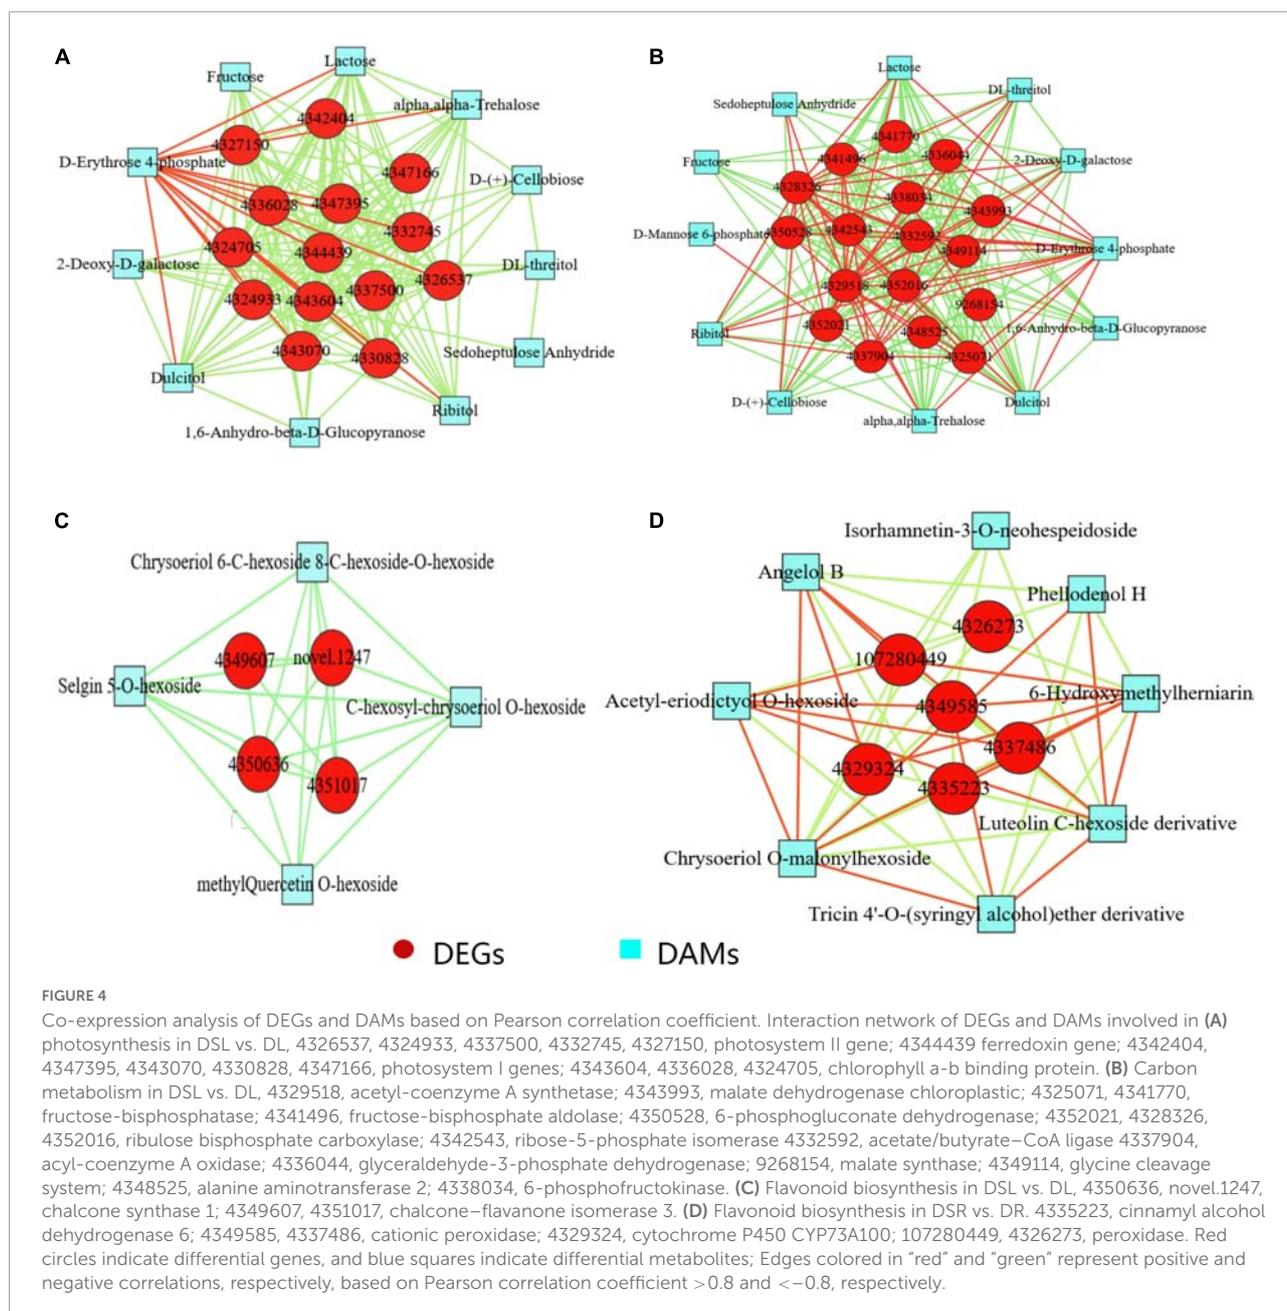 A
Lactose
Fructose
alpha,alpha-Trehalose
4342404
4327150
D-Erythrose 4-phosphate
4347166
D-(+)-Cellobiose
4336028
4347395
4332745
4324705
4344439
2-Deoxy-D-galactose
DL-threitol
4326537
4337500
4324933
4343604
4343070
4330828
Sedoheptulose Anhydride
Dulcitol
Ribitol
1,6-Anhydro-beta-D-Glucopyranose
B
Lactose
DL-threitol
Sedoheptulose Anhydride
4341770
4336044
4341496
2-Deoxy-D-galactose
Fructose
4328326
4338034
4343993
D-Mannose 6-phosphate
4350528
4342543
4332592
4349114
D-Erythrose 4-phosphate
4329518
4352016
9268154
4352021
4348525
1,6-Anhydro-beta-D-Glucopyranose
Ribitol
4337904
4325071
D-(+)-Cellobiose
Dulcitol
alpha,alpha-Trehalose
C
Chrysoeriol 6-C-hexoside 8-C-hexoside-O-hexoside
4349607
novel.1247
Selgin 5-O-hexoside
C-hexosyl-chrysoeriol O-hexoside
4350636
4351017
methylQuercetin O-hexoside
D
Isorhamnetin-3-O-neohespeidoside
Angelol B
Phellodenol H
4326273
107280449
Acetyl-eriodictyol O-hexoside
6-Hydroxymethylherniarin
4349585
4337486
4329324
4335223
Luteolin C-hexoside derivative
Chrysoeriol O-malonylhexoside
Tricin 4'-O-(syringyl alcohol)ether derivative
DEGs
DAMs
FIGURE 4
Co-expression analysis of DEGs and DAMs based on Pearson correlation coefficient. Interaction network of DEGs and DAMs involved in (A)
photosynthesis in DSL vs. DL, 4326537, 4324933, 4337500, 4332745, 4327150, photosystem II gene; 4344439 ferredoxin gene; 4342404,
4347395, 4343070, 4330828, 4347166, photosystem I genes; 4343604, 4336028, 4324705, chlorophyll a-b binding protein. (B) Carbon
metabolism in DSL vs. DL, 4329518, acetyl-coenzyme A synthetase; 4343993, malate dehydrogenase chloroplastic; 4325071, 4341770,
fructose-bisphosphatase; 4341496, fructose-bisphosphate aldolase; 4350528, 6-phosphogluconate dehydrogenase; 4352021, 4328326,
4352016, ribulose bisphosphate carboxylase; 4342543, ribose-5-phosphate isomerase 4332592, acetate/butyrate–CoA ligase 4337904,
acyl-coenzyme A oxidase; 4336044, glyceraldehyde-3-phosphate dehydrogenase; 9268154, malate synthase; 4349114, glycine cleavage
system; 4348525, alanine aminotransferase 2; 4338034, 6-phosphofructokinase. (C) Flavonoid biosynthesis in DSL vs. DL, 4350636, novel.1247,
chalcone synthase 1; 4349607, 4351017, chalcone–flavanone isomerase 3. (D) Flavonoid biosynthesis in DSR vs. DR. 4335223, cinnamyl alcohol
dehydrogenase 6; 4349585, 4337486, cationic peroxidase; 4329324, cytochrome P450 CYP73A100; 107280449, 4326273, peroxidase. Red
circles indicate differential genes, and blue squares indicate differential metabolites; Edges colored in “red” and “green” represent positive and
negative correlations, respectively, based on Pearson correlation coefficient >0.8 and <−0.8, respectively.